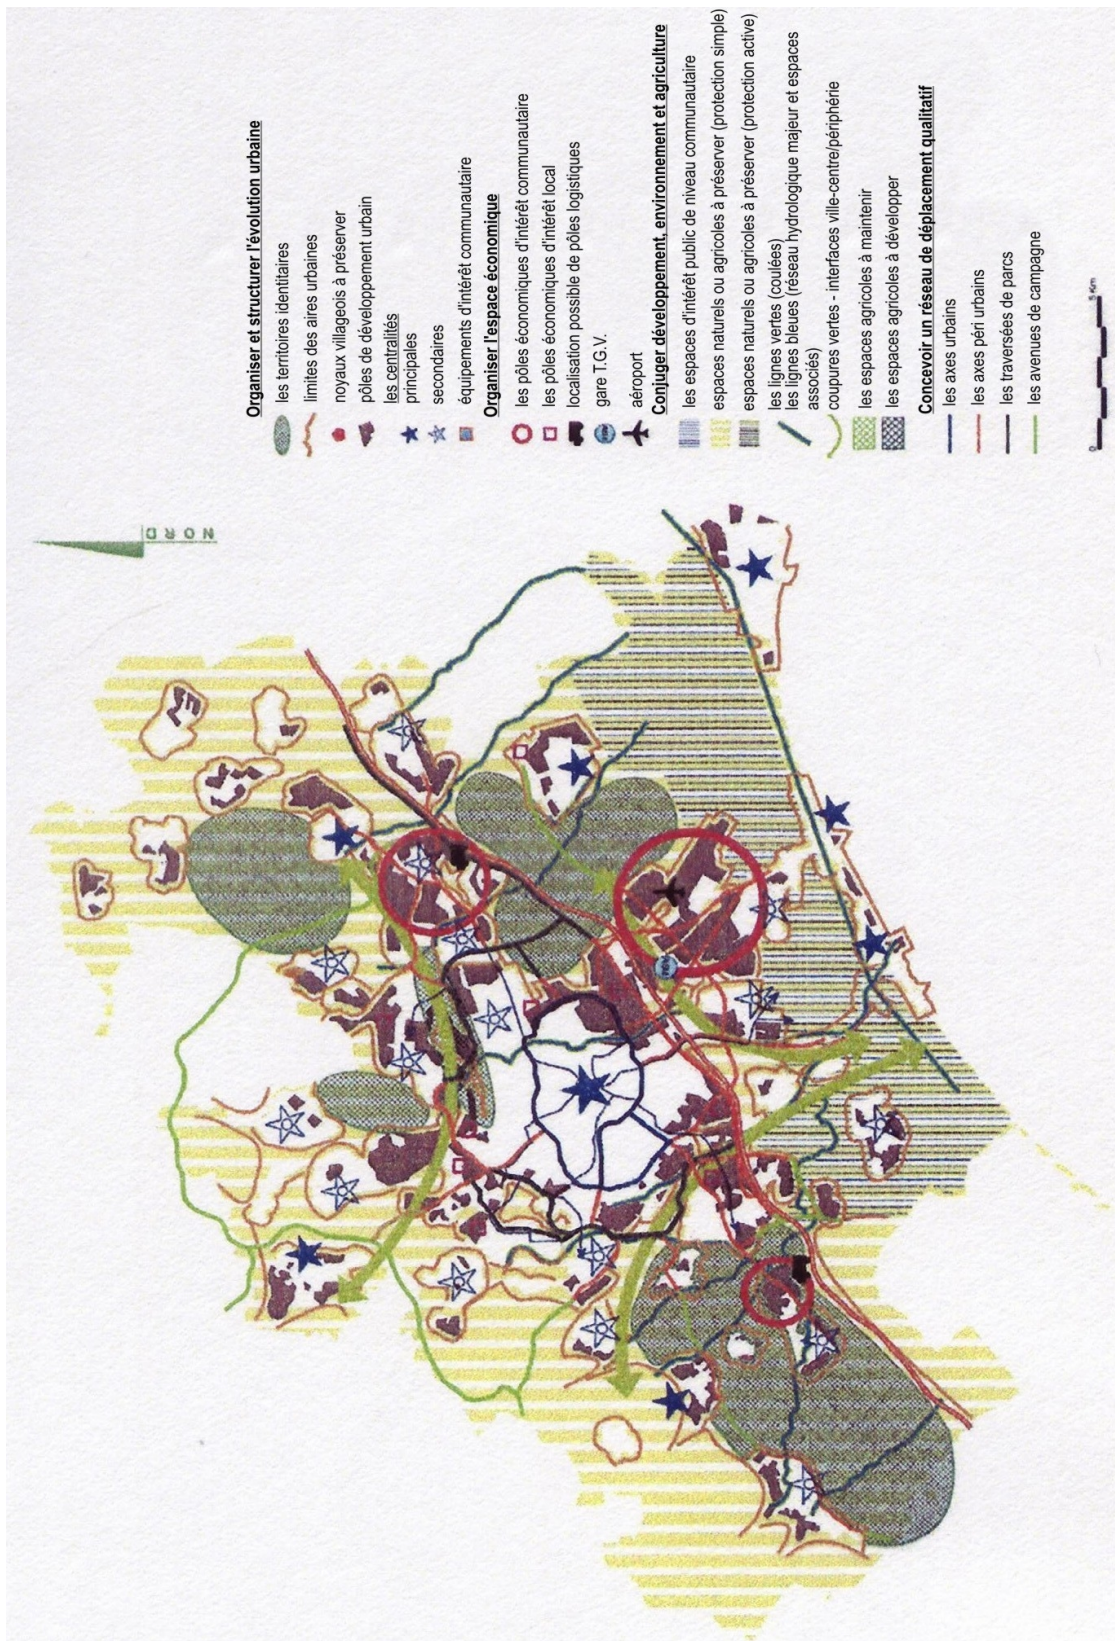 NORD
Organiser et structurer l'évolution urbaine
les territoires identitaires
limites des aires urbaines
noyaux villageois à préserver
pôles de développement urbain
les centralités
principales
secondaires
équipements d'intérêt communautaire
Organiser l'espace économique
les pôles économiques d'intérêt communautaire
les pôles économiques d'intérêt local
localisation possible de pôles logistiques
gare T.G.V.
aéroport
Conjuger développement, environnement et agriculture
les espaces d'intérêt public de niveau communautaire
espaces naturels ou agricoles à préserver (protection simple)
espaces naturels ou agricoles à préserver (protection active)
les lignes vertes (coulées)
les lignes bleues (réseau hydrologique majeur et espaces
associés)
coupures vertes - interfaces ville-centre/périphérie
les espaces agricoles à maintenir
les espaces agricoles à développer
Concevoir un réseau de déplacement qualitatif
les axes urbains
les axes péri urbains
les traversées de parcs
les avenues de campagne
0 5 Km